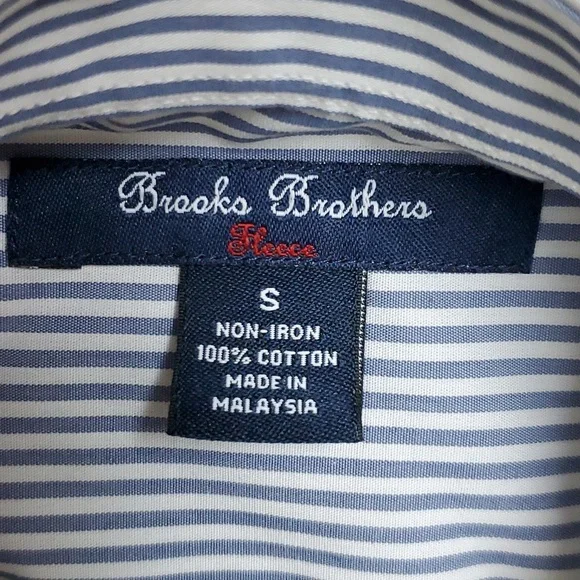 Brooks Brothers
Fleece
S
NON-IRON
100% COTTON
MADE IN
MALAYSIA